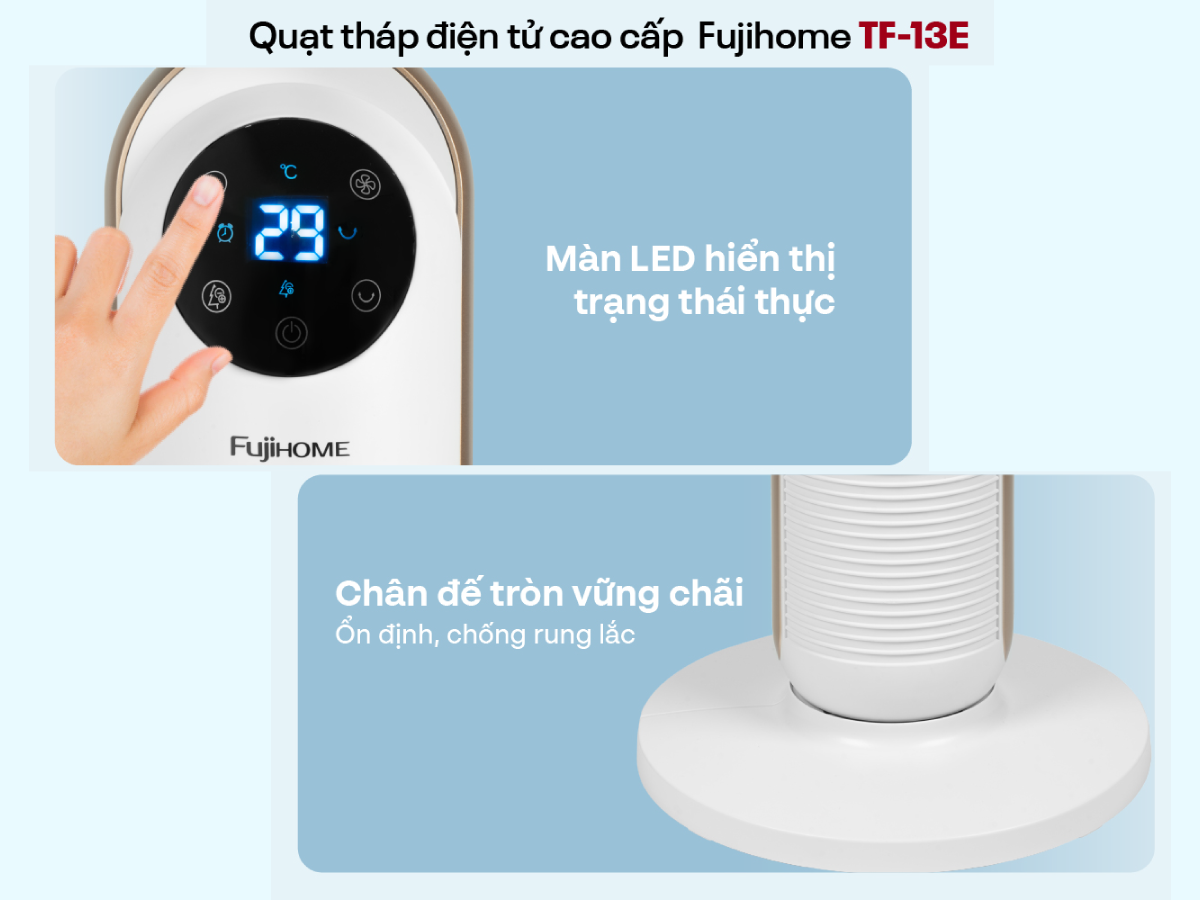 Quạt tháp điện tử cao cấp Fujihome TF-13E
°C
29
Màn LED hiển thị
trạng thái thực
FujiHOME
Chân đế tròn vững chãi
Ổn định, chống rung lắc